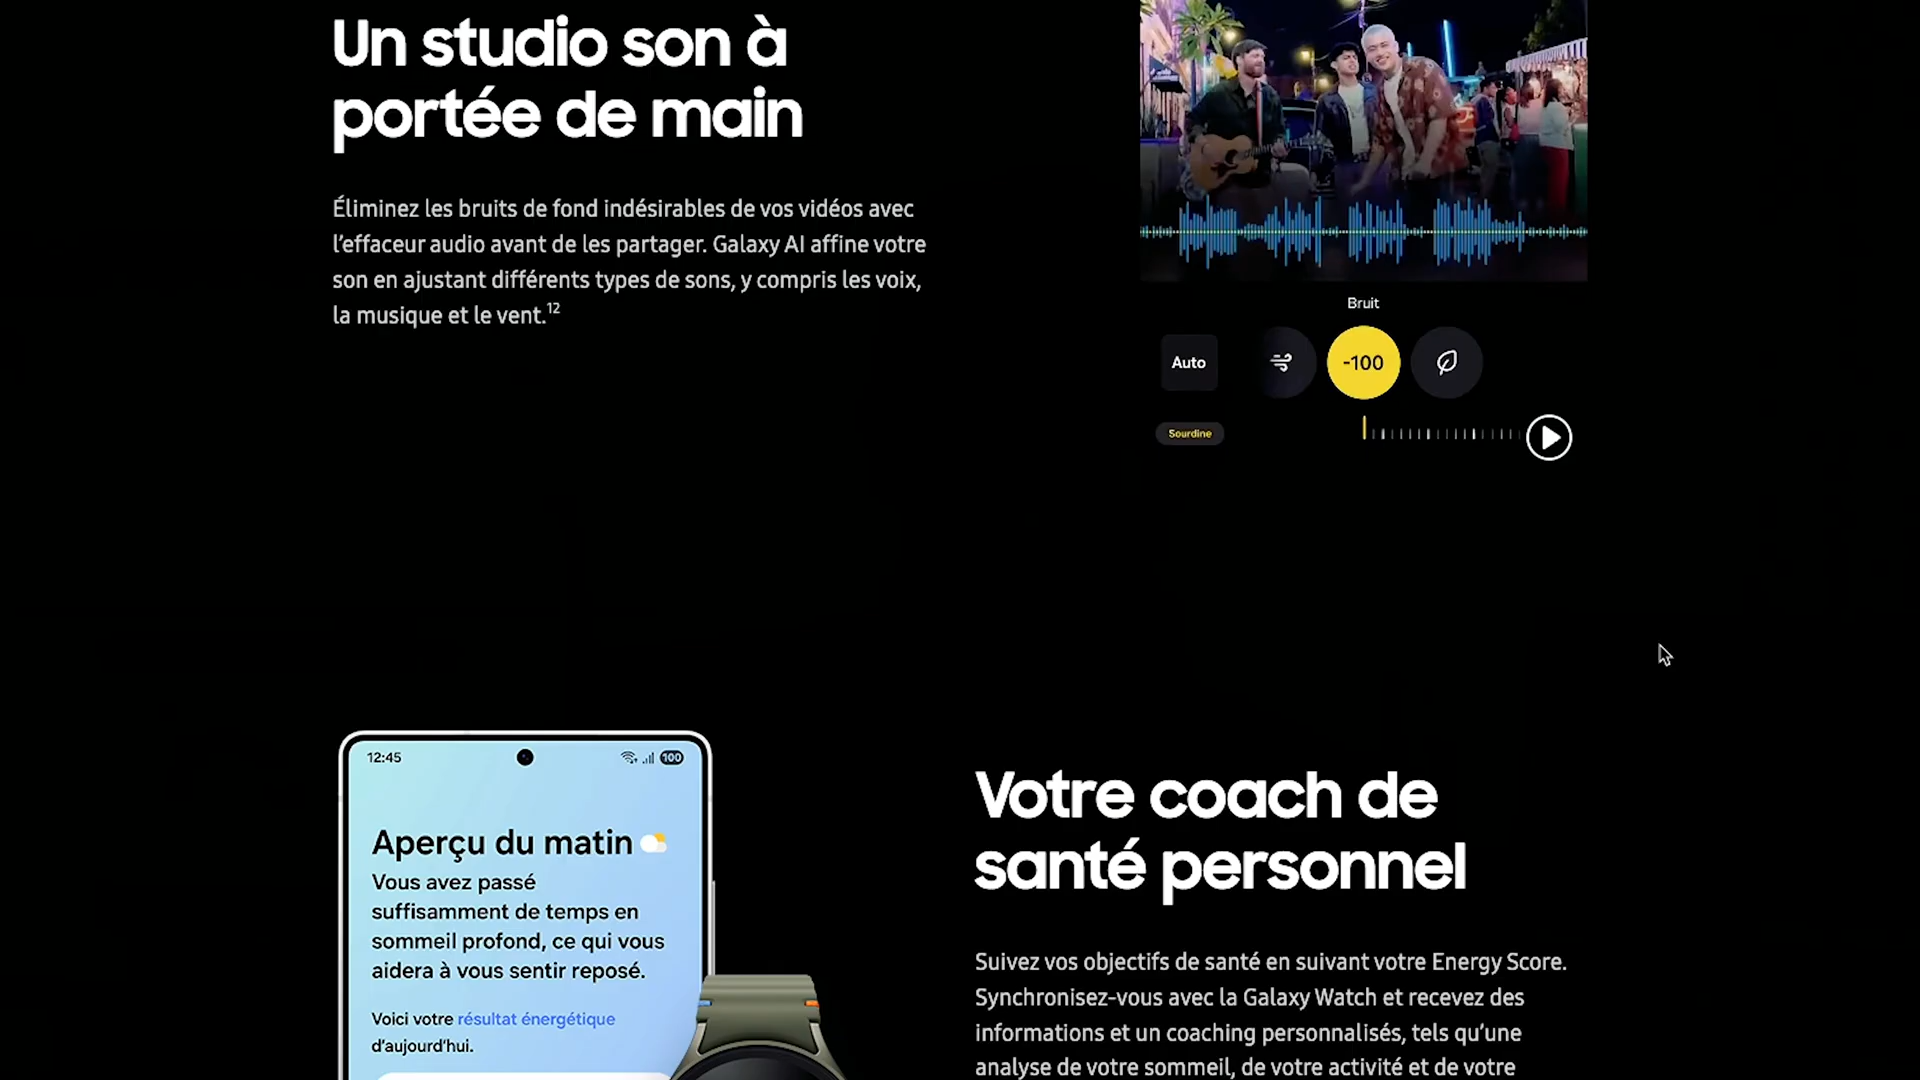 Un studio son à
portée de main
Éliminez les bruits de fond indésirables de vos vidéos avec
l’effaceur audio avant de les partager. Galaxy AI affine votre
son en ajustant différents types de sons, y compris les voix,
la musique et le vent.12
Bruit
Auto
-100
Sourdine
12:45
100
Aperçu du matin
Vous avez passé
suffisamment de temps en
sommeil profond, ce qui vous
aidera à vous sentir reposé.
Voici votre résultat énergétique
d’aujourd’hui.
Votre coach de
santé personnel
Suivez vos objectifs de santé en suivant votre Energy Score.
Synchronisez-vous avec la Galaxy Watch et recevez des
informations et un coaching personnalisés, tels qu’une
analyse de votre sommeil, de votre activité et de votre